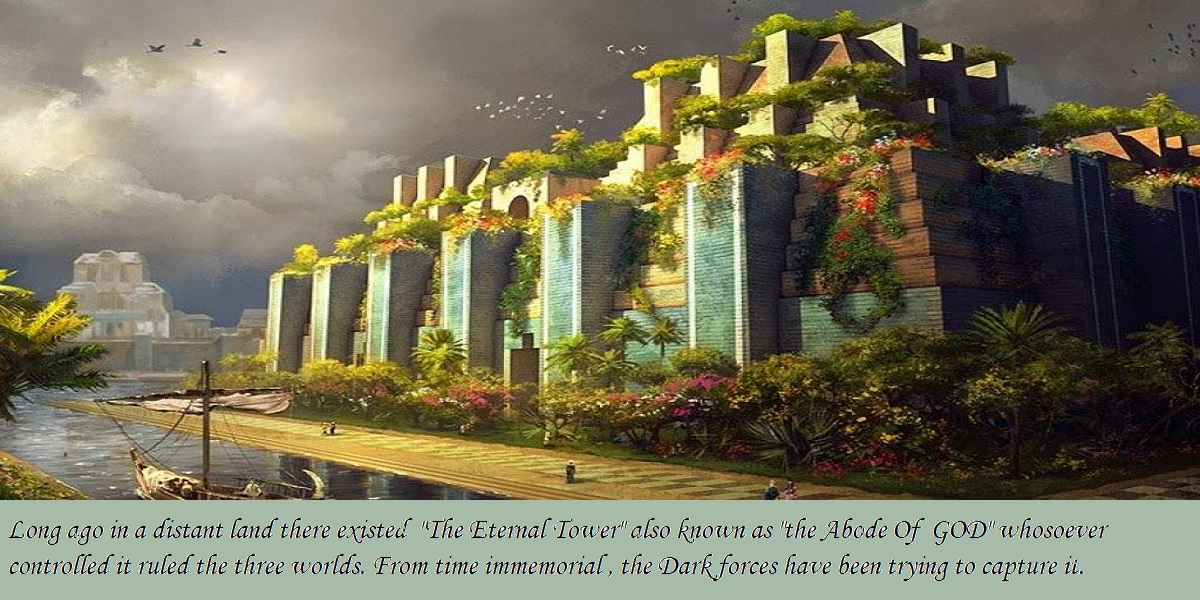 Long ago in a distant land there existed "The Eternal Tower" also known as "the Abode Of GOD" whosoever
controlled it ruled the three worlds. From time immemorial , the Dark forces have been trying to capture it.